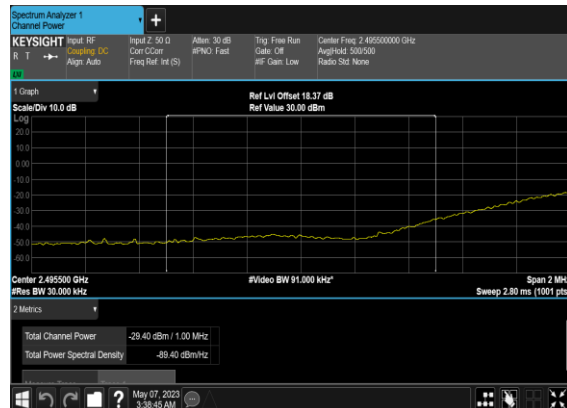 Spectrum Analyzer 1
Channel Power
+
KEYSIGHT
R T
LW
Input: RF
Coupling: DC
Align: Auto
Input Z: 50 Ω
Corr CCorr
Freq Ref: Int (S)
Atten: 30 dB
#PNO: Fast
Trig: Free Run
Gate: Off
#IF Gain: Low
Center Freq: 2.495500000 GHz
Avg|Hold: 500/500
Radio Std: None
1 Graph
Scale/Div 10.0 dB
Ref Lvl Offset 18.37 dB
Ref Value 30.00 dBm
Log
20.0
10.0
0.00
-10.0
-20.0
-30.0
-40.0
-50.0
-60.0
Center 2.495500 GHz
#Video BW 91.000 kHz*
Span 2 MHz
#Res BW 30.000 kHz
Sweep 2.80 ms (1001 pts
2 Metrics
Total Channel Power -29.40 dBm / 1.00 MHz
Total Power Spectral Density -89.40 dBm/Hz
?
May 07, 2023
3:38:45 AM